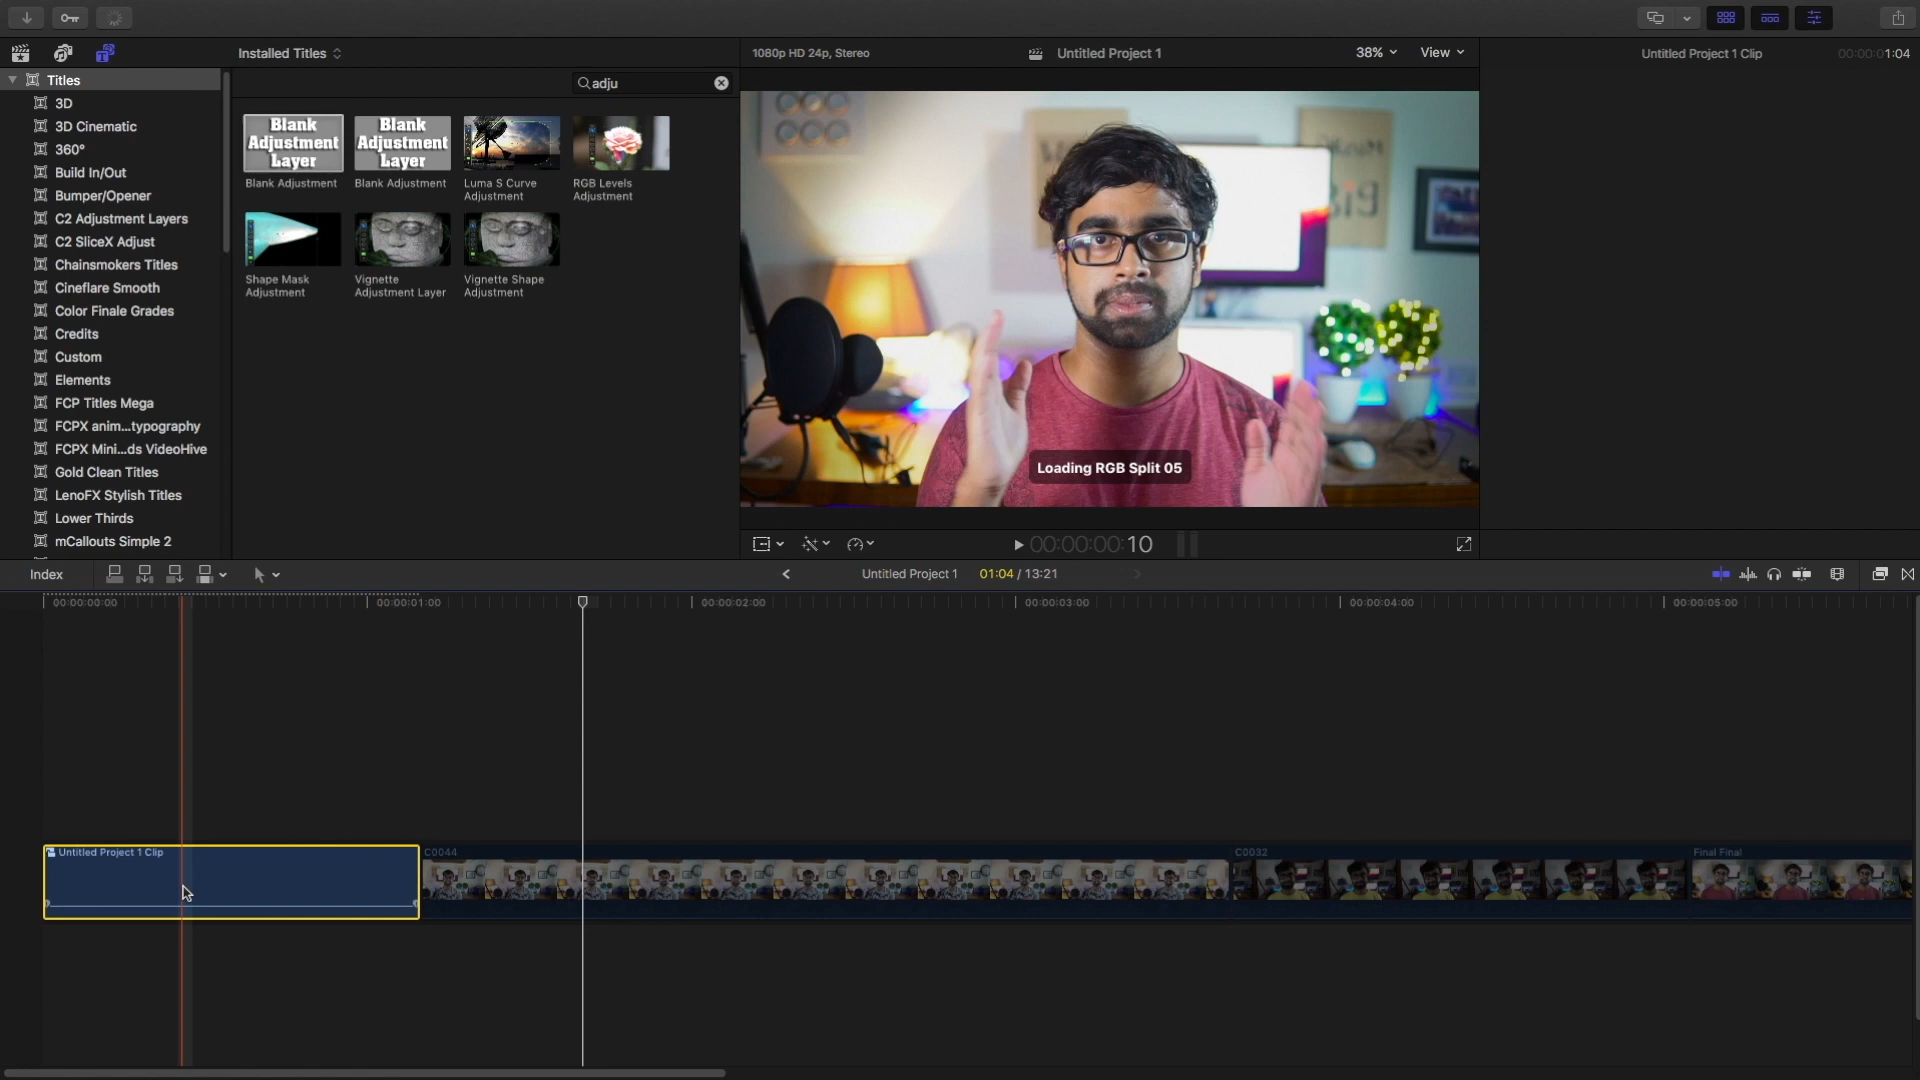 Installed Titles
1080p HD 24p, Stereo
Untitled Project 1
38%
View
Untitled Project 1 Clip
00:00:01:04
Titles
adju
3D
3D Cinematic
360°
Build In/Out
Bumper/Opener
C2 Adjustment Layers
C2 SliceX Adjust
Chainsmokers Titles
Cineflare Smooth
Color Finale Grades
Credits
Custom
Elements
FCP Titles Mega
FCPX anim...typography
FCPX Mini...ds VideoHive
Gold Clean Titles
LenoFX Stylish Titles
Lower Thirds
mCallouts Simple 2
Blank
Adjustment
Layer
Blank Adjustment
Blank
Adjustment
Layer
Blank Adjustment
Luma S Curve
Adjustment
RGB Levels
Adjustment
Shape Mask
Adjustment
Vignette
Adjustment Layer
Vignette Shape
Adjustment
Loading RGB Split 05
00:00:00:10
Index
Untitled Project 1
01:04 / 13:21
00:00:00:00
00:00:01:00
00:00:02:00
00:00:03:00
00:00:04:00
00:00:05:00
Untitled Project 1 Clip
C0044
C0032
Final Final